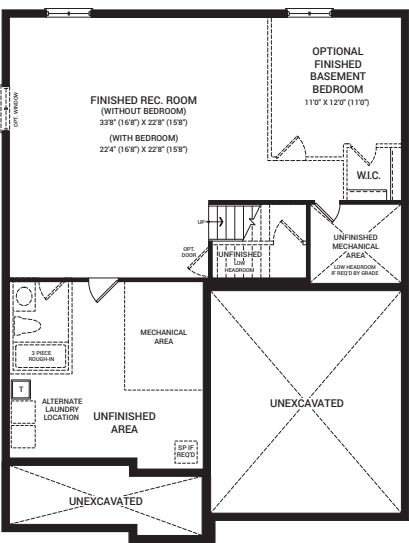 OPTIONAL
FINISHED
BASEMENT
BEDROOM
11'0" X 12'0" (11'0")
OPT. WINDOW
FINISHED REC. ROOM
(WITHOUT BEDROOM)
33'8" (16'8") X 22'8" (15'8")
(WITH BEDROOM)
22'4" (16'8") X 22'8" (15'8")
W.I.C.
UP
OPT.
DOOR
UNFINISHED
LOW
HEADROOM
UNFINISHED
MECHANICAL
AREA
LOW HEADROOM
IF REQ'D BY GRADE
MECHANICAL
AREA
3 PIECE
ROUGH-IN
T
ALTERNATE
LAUNDRY
LOCATION
UNFINISHED
AREA
SP IF
REQ'D
UNEXCAVATED
UNEXCAVATED